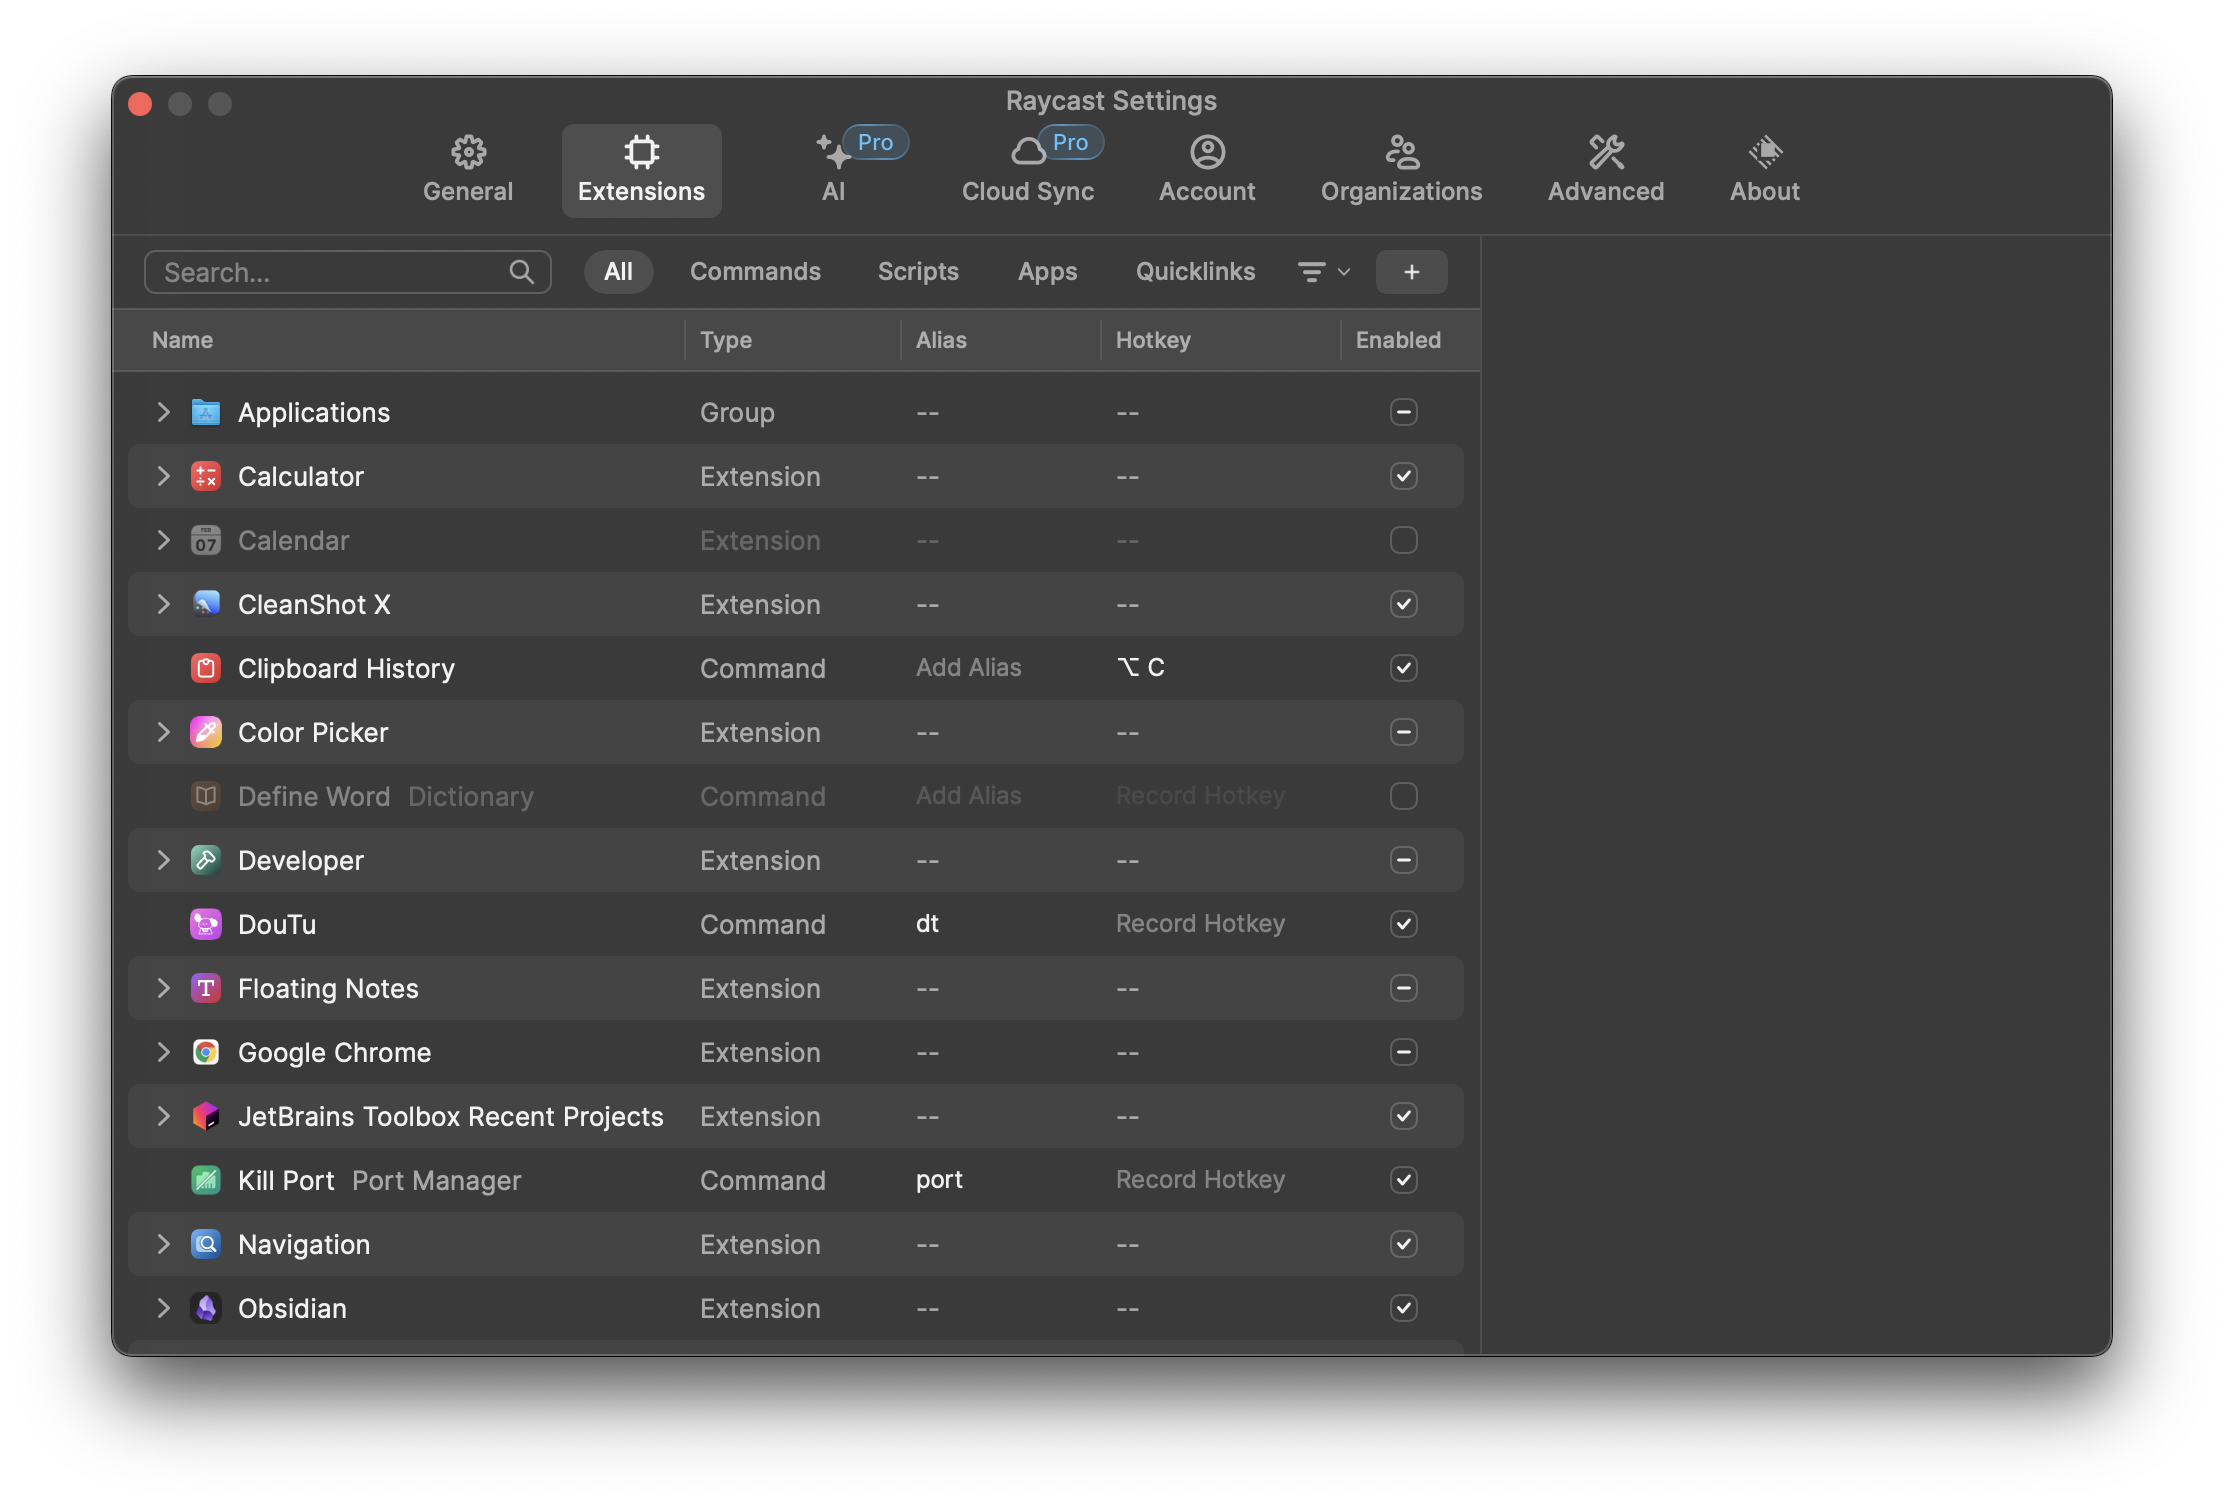 Raycast Settings
General
Extensions
AI Pro
Cloud Sync Pro
Account
Organizations
Advanced
About
Search...
All Commands Scripts Apps Quicklinks +
Name Type Alias Hotkey Enabled
Applications Group -- --
Calculator Extension -- --
FEB 07 Calendar Extension -- --
CleanShot X Extension -- --
Clipboard History Command Add Alias ⌥ C
Color Picker Extension -- --
Define Word Dictionary Command Add Alias Record Hotkey
Developer Extension -- --
DouTu Command dt Record Hotkey
T Floating Notes Extension -- --
Google Chrome Extension -- --
JetBrains Toolbox Recent Projects Extension -- --
Kill Port Port Manager Command port Record Hotkey
Navigation Extension -- --
Obsidian Extension -- --